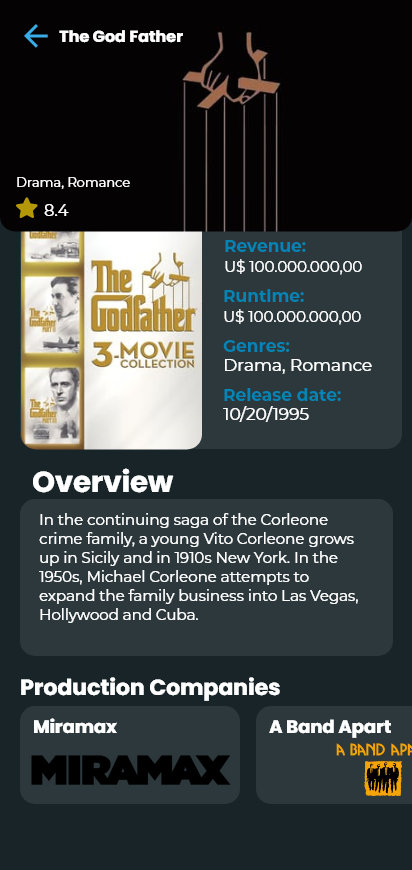 The God Father
Drama, Romance
8.4
The
Godfather
3-MOVIE
COLLECTION
Revenue:
U$ 100.000.000,00
Runtime:
U$ 100.000.000,00
Genres:
Drama, Romance
Release date:
10/20/1995
Overview
In the continuing saga of the Corleone
crime family, a young Vito Corleone grows
up in Sicily and in 1910s New York. In the
1950s, Michael Corleone attempts to
expand the family business into Las Vegas,
Hollywood and Cuba.
Production Companies
Miramax
MIRAMAX
A Band Apart
A BAND APA